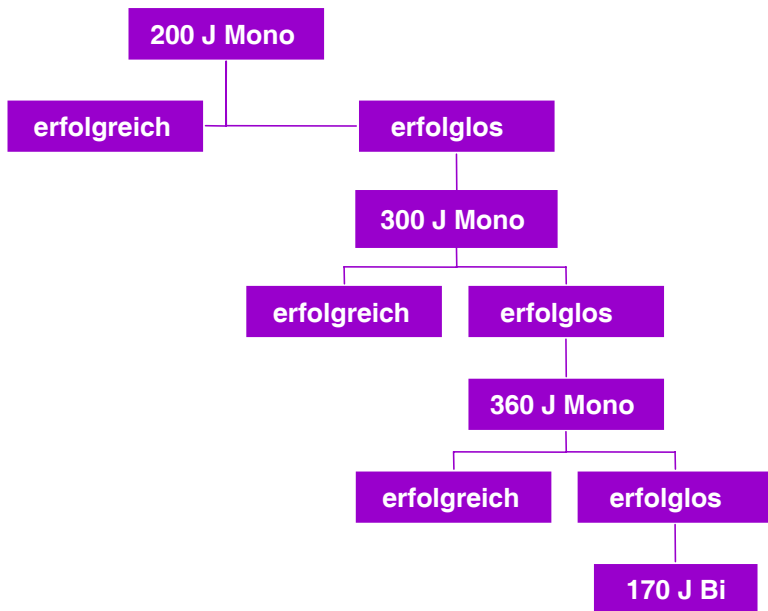 200 J Mono
erfolgreich
erfolglos
300 J Mono
erfolgreich
erfolglos
360 J Mono
erfolgreich
erfolglos
170 J Bi